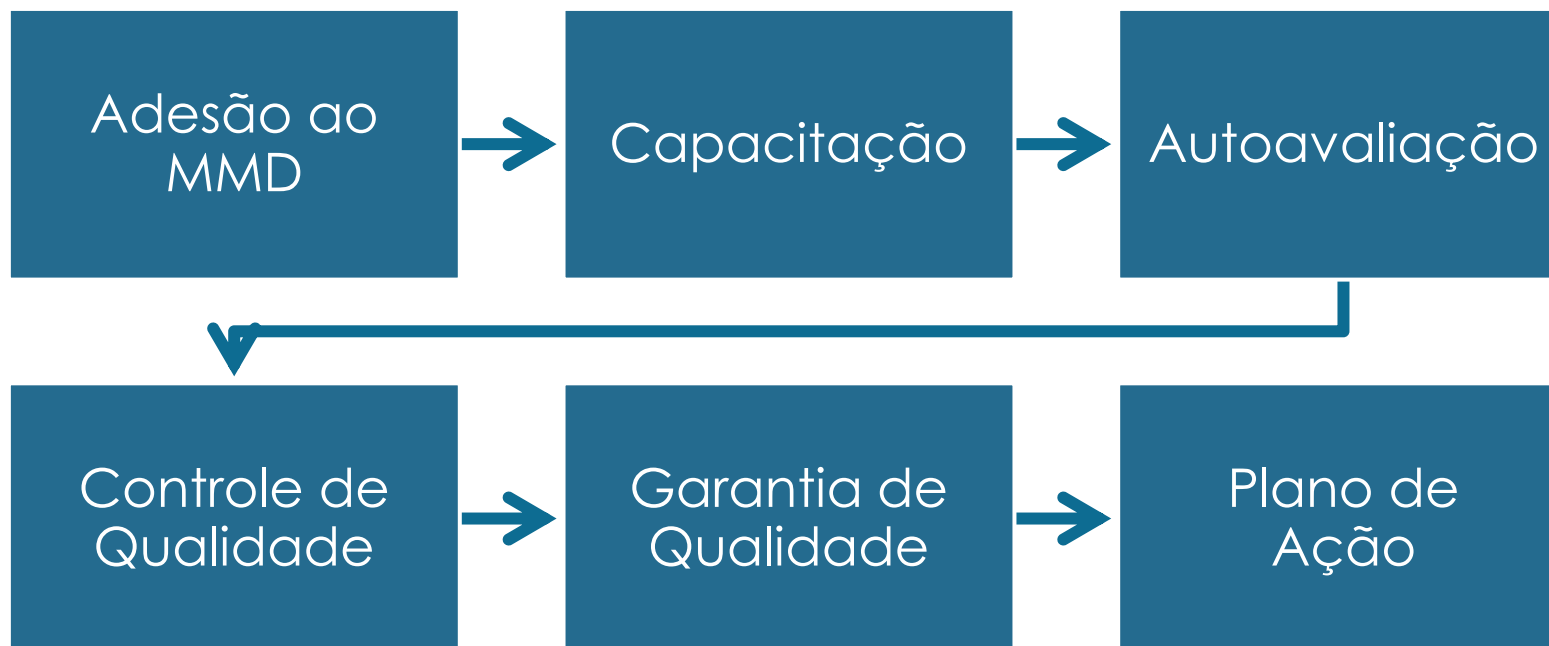 Adesão ao
MMD
Capacitação
Autoavaliação
Controle de
Qualidade
Garantia de
Qualidade
Plano de
Ação